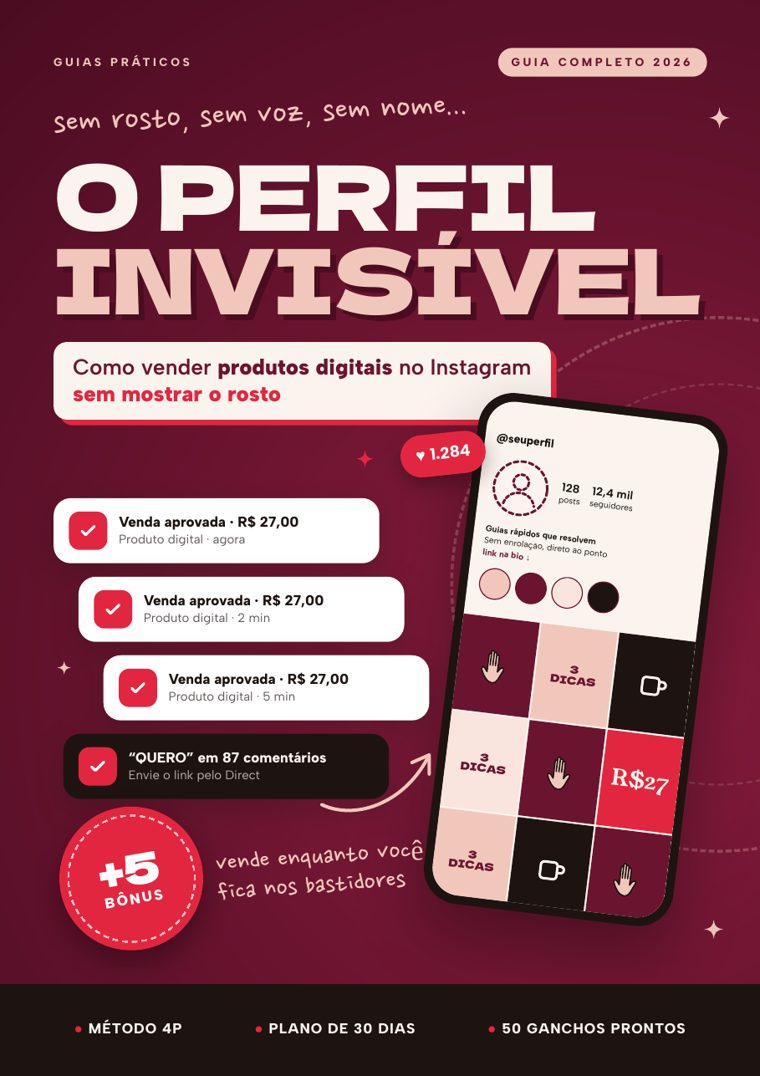 GUIAS PRÁTICOS
GUIA COMPLETO 2026
sem rosto, sem voz, sem nome...
O PERFIL
INVISÍVEL
Como vender produtos digitais no Instagram
sem mostrar o rosto
♥ 1.284
@seuperfil
128
posts
12,4 mil
seguidores
Guias rápidos que resolvem
Sem enrolação, direto ao ponto
link na bio ↓
Venda aprovada · R$ 27,00
Produto digital · agora
Venda aprovada · R$ 27,00
Produto digital · 2 min
Venda aprovada · R$ 27,00
Produto digital · 5 min
“QUERO” em 87 comentários
Envie o link pelo Direct
3
DICAS
3
DICAS
R$27
3
DICAS
+5
BÔNUS
vende enquanto você
fica nos bastidores
• MÉTODO 4P
• PLANO DE 30 DIAS
• 50 GANCHOS PRONTOS